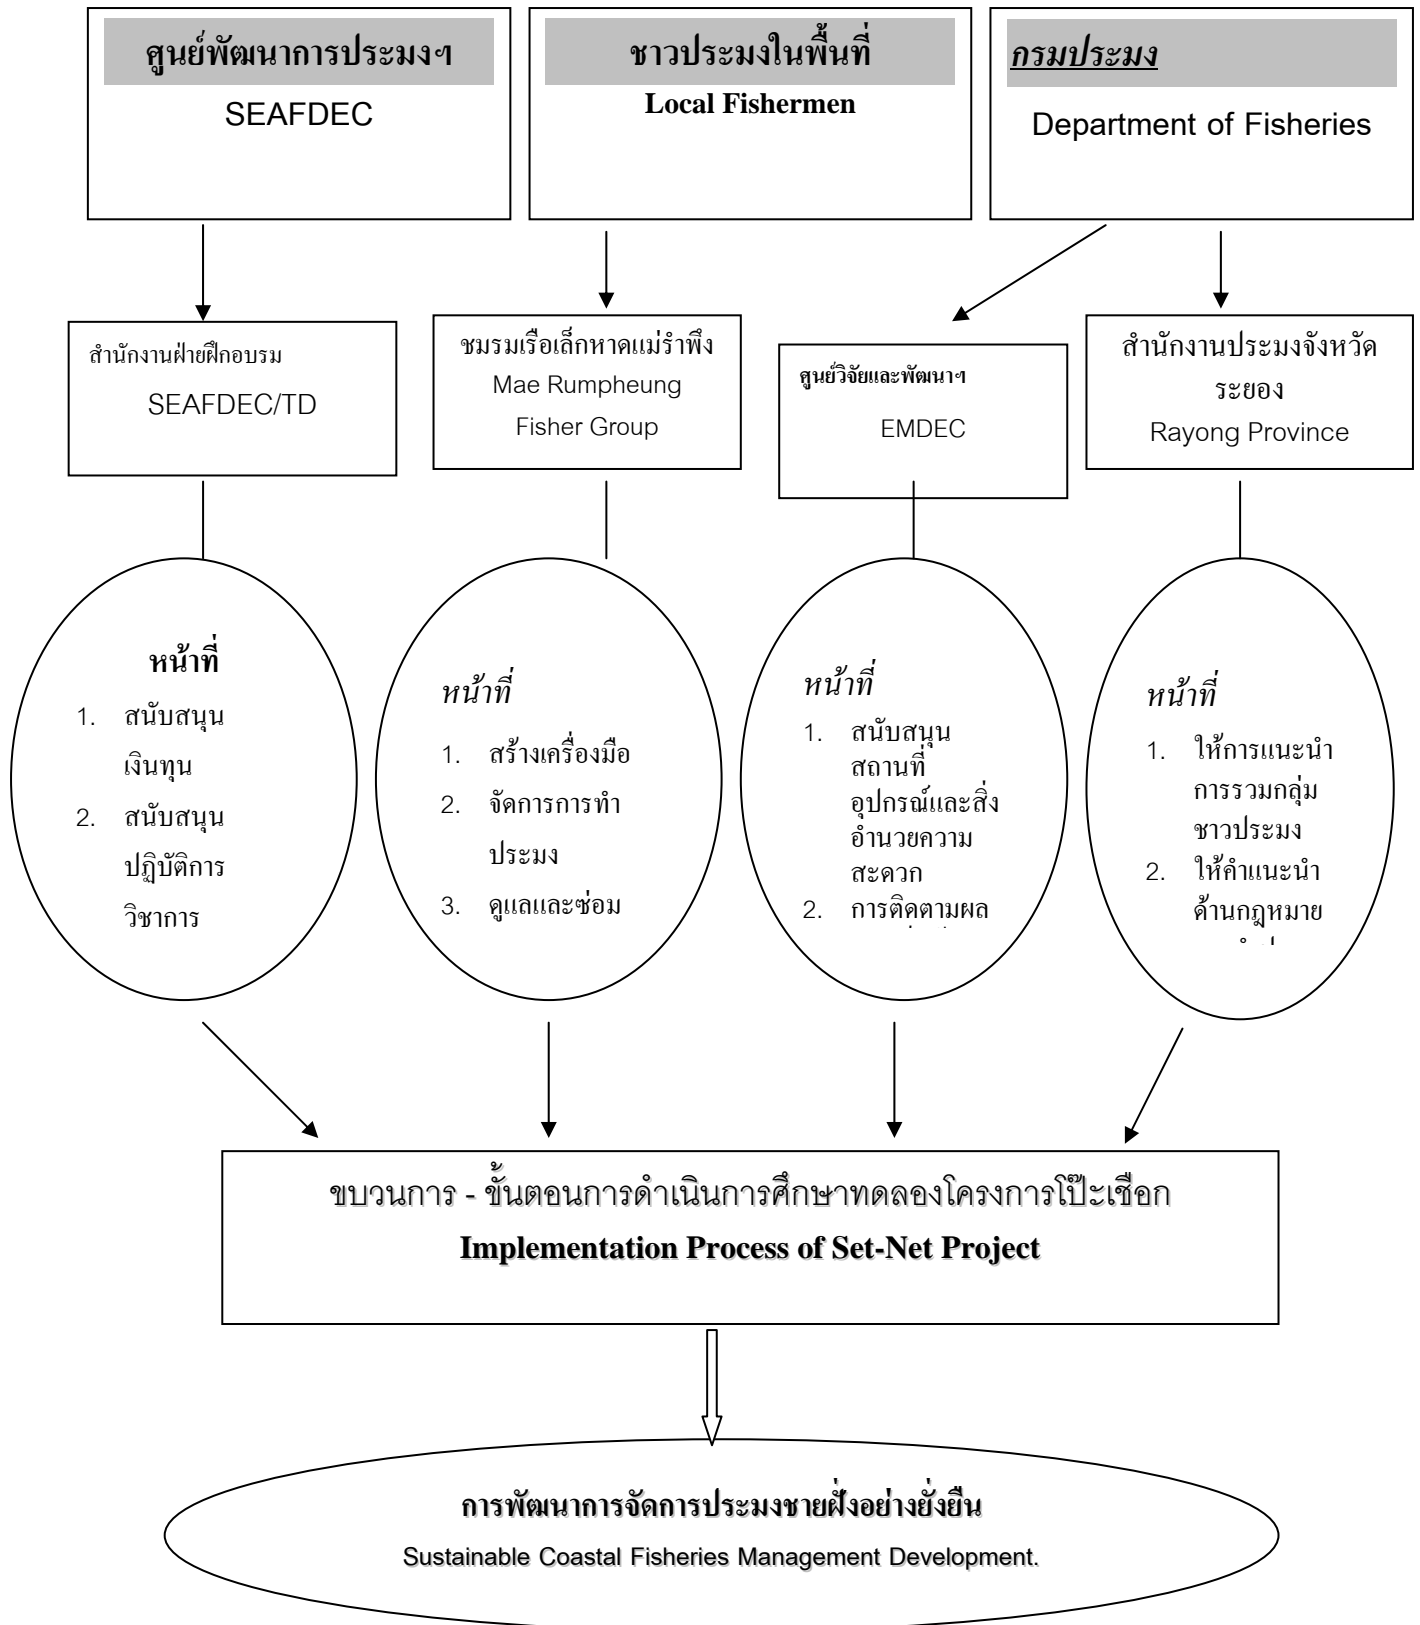 ศูนย์พัฒนาการประมงฯ
SEAFDEC
ชาวประมงในพื้นที่
Local Fishermen
กรมประมง
Department of Fisheries
สำนักงานฝ่ายฝึกอบรม
SEAFDEC/TD
ชมรมเรือเล็กหาดแม่รำพึง
Mae Rumpheung
Fisher Group
ศูนย์วิจัยและพัฒนาฯ
EMDEC
สำนักงานประมงจังหวัด
ระยอง
Rayong Province
หน้าที่
1. สนับสนุน
เงินทุน
2. สนับสนุน
ปฏิบัติการ
วิชาการ
หน้าที่
1. สร้างเครื่องมือ
2. จัดการการทำ
ประมง
3. ดูแลและซ่อม
หน้าที่
1. สนับสนุน
สถานที่
อุปกรณ์และสิ่ง
อำนวยความ
สะดวก
2. การติดตามผล
หน้าที่
1. ให้การแนะนำ
การรวมกลุ่ม
ชาวประมง
2. ให้คำแนะนำ
ด้านกฎหมาย
ขบวนการ - ขั้นตอนการดำเนินการศึกษาทดลองโครงการโป๊ะเชือก
Implementation Process of Set-Net Project
การพัฒนาการจัดการประมงชายฝั่งอย่างยั่งยืน
Sustainable Coastal Fisheries Management Development.